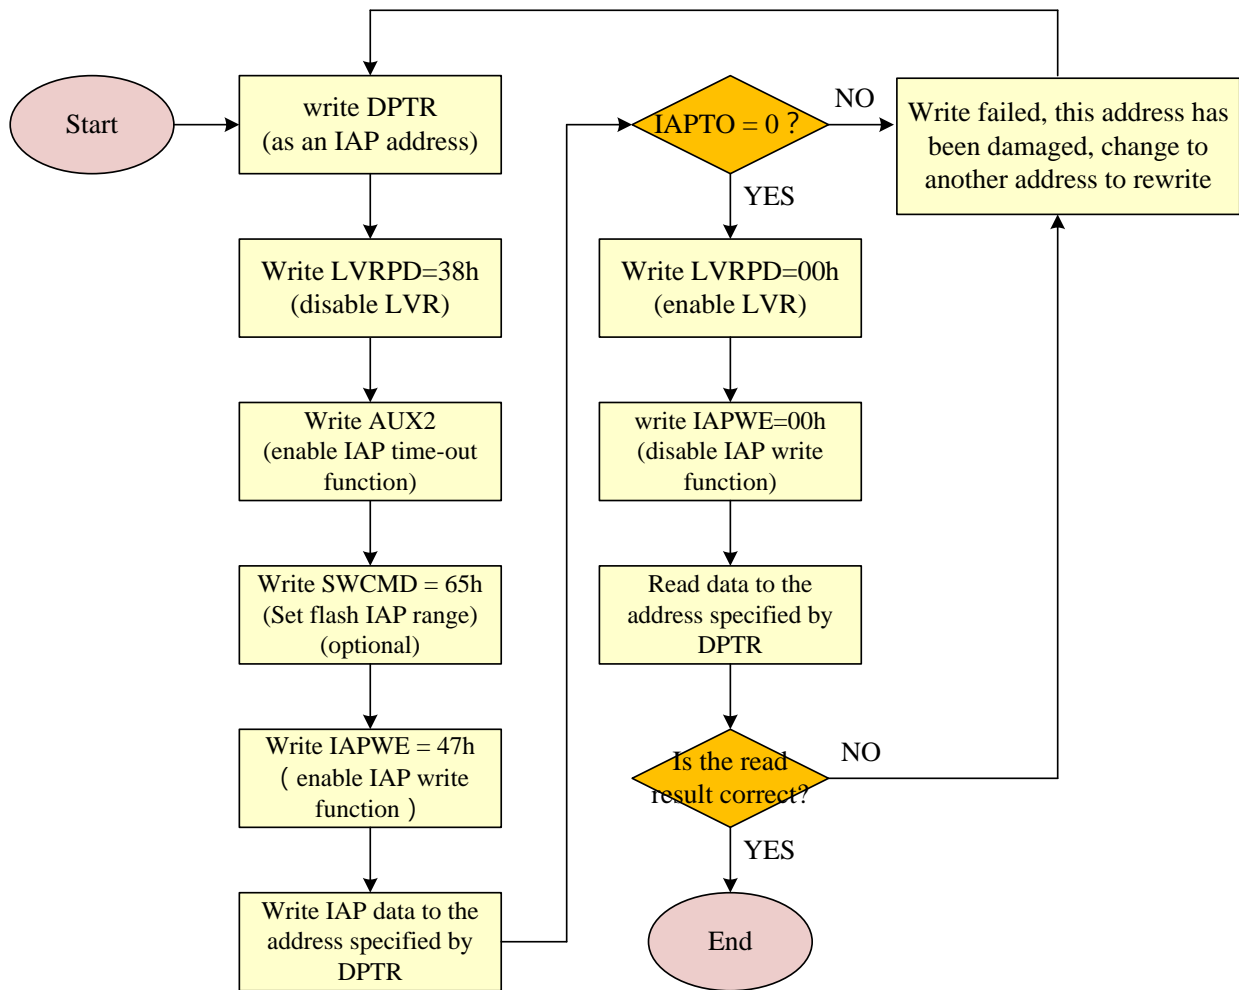 Start
write DPTR
(as an IAP address)
Write LVRPD=38h
(disable LVR)
Write AUX2
(enable IAP time-out
function)
Write SWCMD = 65h
(Set flash IAP range)
(optional)
Write IAPWE = 47h
（enable IAP write
function）
Write IAP data to the
address specified by
DPTR
IAPTO = 0？
NO
YES
Write failed, this address has
been damaged, change to
another address to rewrite
Write LVRPD=00h
(enable LVR)
write IAPWE=00h
(disable IAP write
function)
Read data to the
address specified by
DPTR
Is the read
result correct?
NO
YES
End